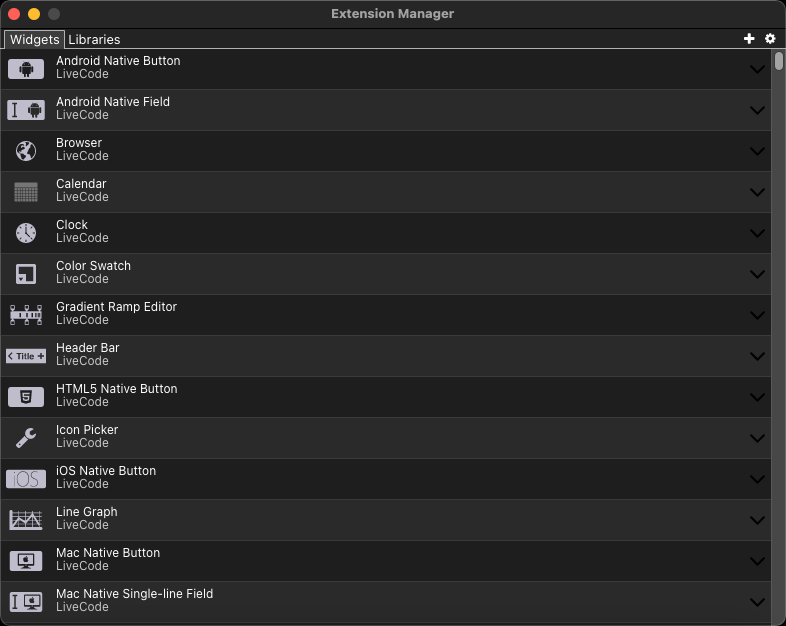 Extension Manager
Widgets Libraries
Android Native Button
LiveCode
Android Native Field
LiveCode
Browser
LiveCode
Calendar
LiveCode
Clock
LiveCode
Color Swatch
LiveCode
Gradient Ramp Editor
LiveCode
< Title +
Header Bar
LiveCode
5
HTML5 Native Button
LiveCode
Icon Picker
LiveCode
iOS
iOS Native Button
LiveCode
Line Graph
LiveCode
Mac Native Button
LiveCode
Mac Native Single-line Field
LiveCode